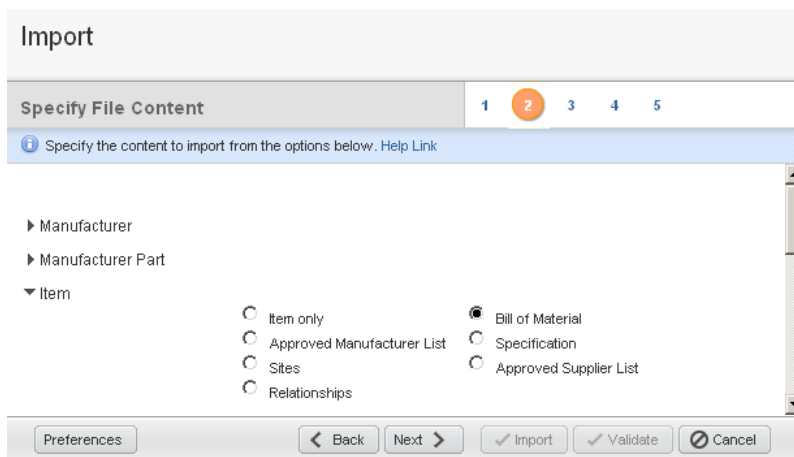 Import
Specify File Content 1 2 3 4 5
Specify the content to import from the options below. Help Link
Manufacturer
Manufacturer Part
Item
Item only Bill of Material
Approved Manufacturer List Specification
Sites Approved Supplier List
Relationships
Preferences Back Next Import Validate Cancel